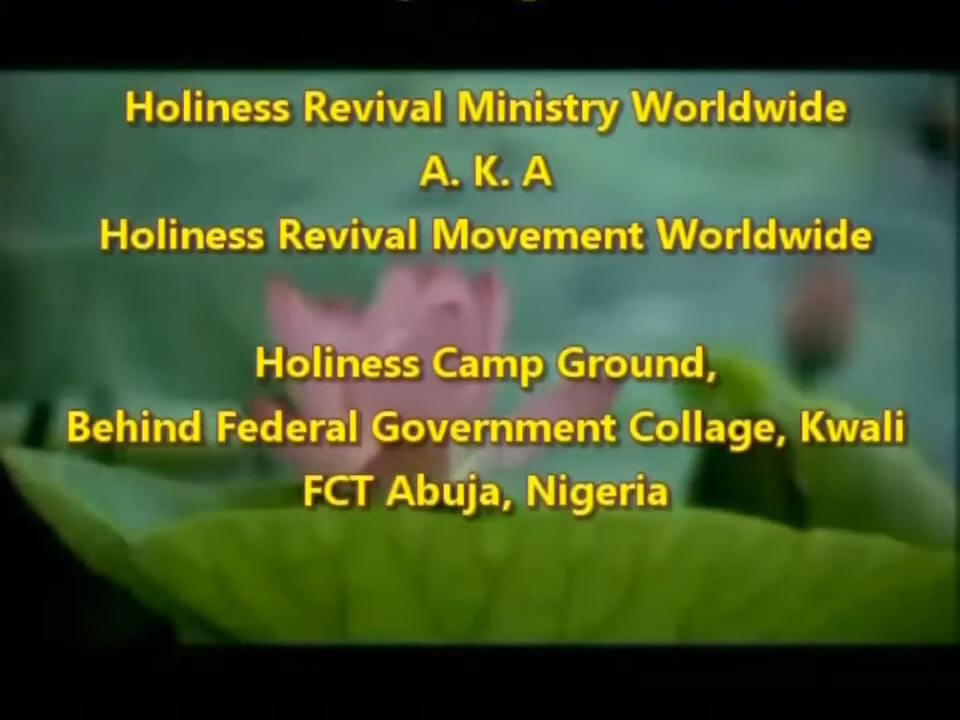 Holiness Revival Ministry Worldwide
A. K. A
Holiness Revival Movement Worldwide
Holiness Camp Ground,
Behind Federal Government Collage, Kwali
FCT Abuja, Nigeria